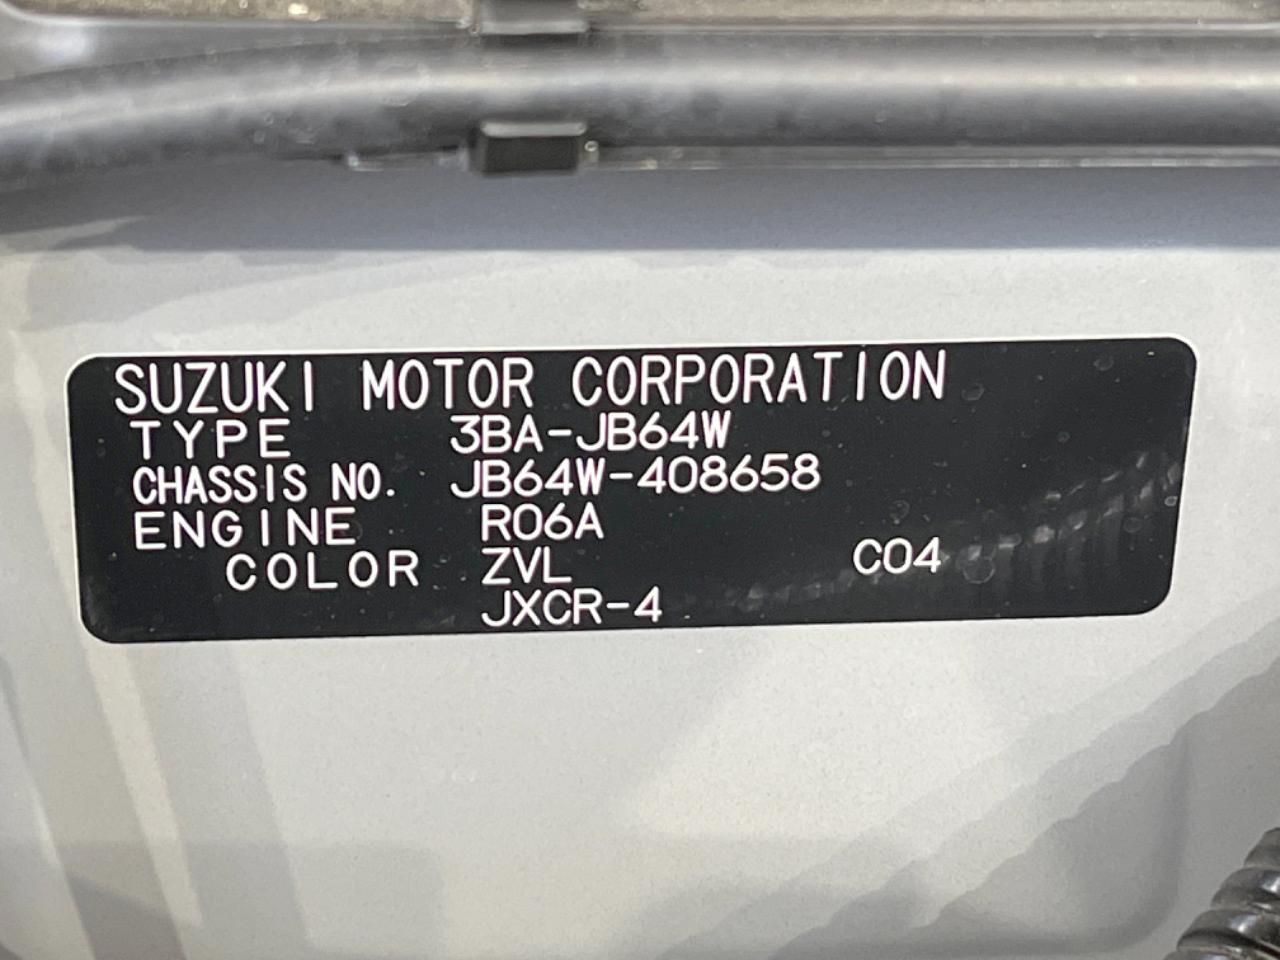 SUZUKI MOTOR CORPORATION
TYPE 3BA-JB64W
CHASSIS NO. JB64W-408658
ENGINE R06A
COLOR ZVL C04
JXCR-4